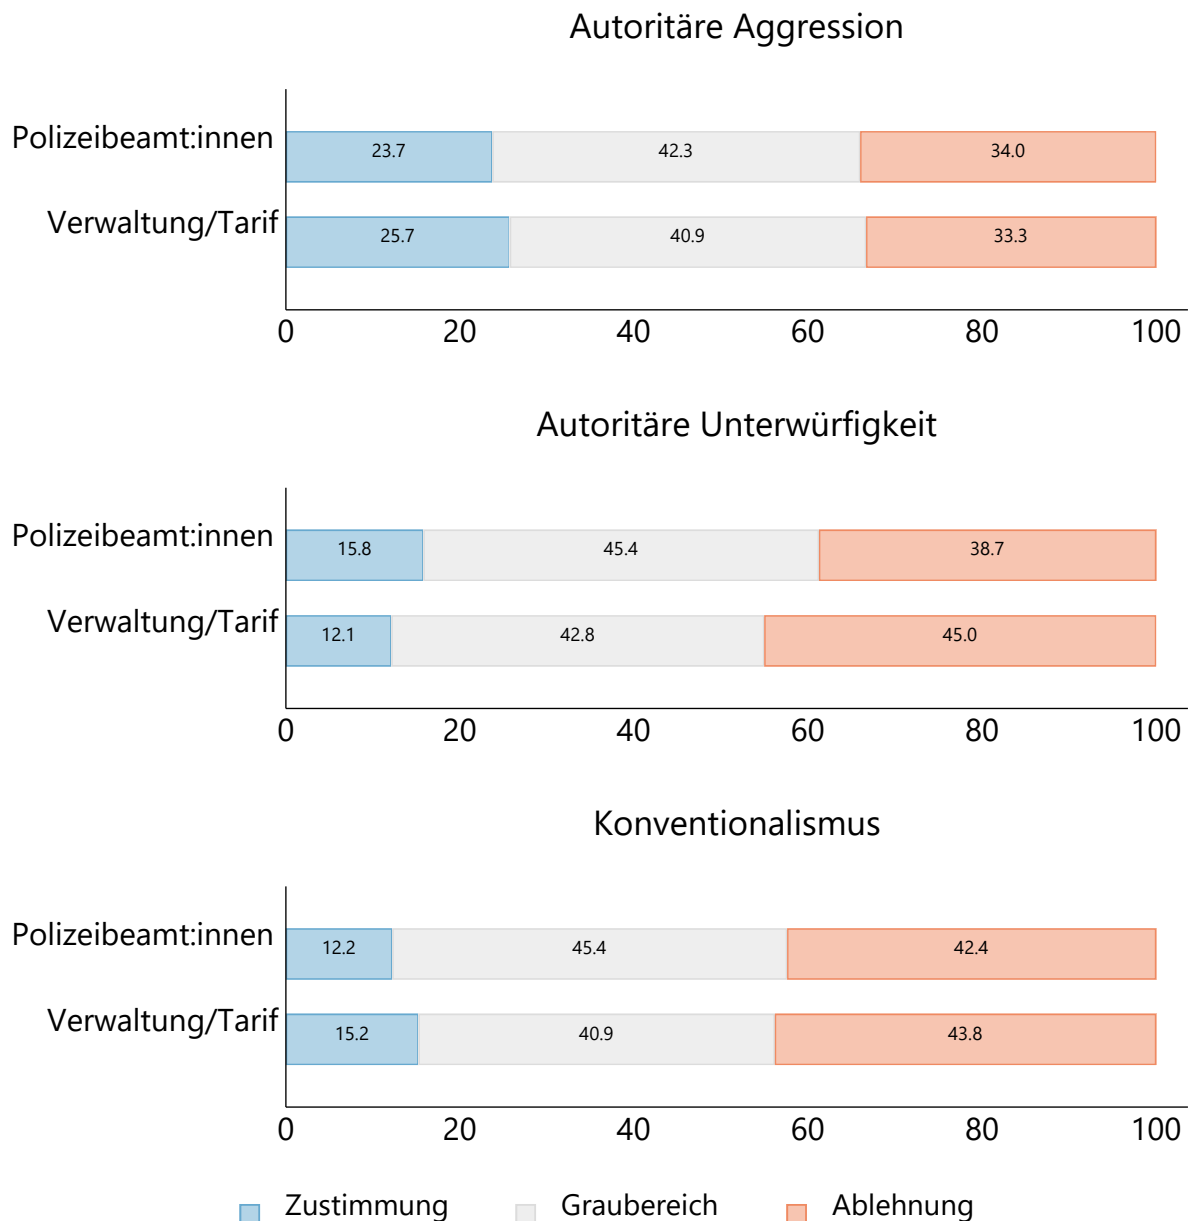 Autoritäre Aggression
Polizeibeamt:innen 23.7 42.3 34.0
Verwaltung/Tarif 25.7 40.9 33.3
0 20 40 60 80 100
Autoritäre Unterwürfigkeit
Polizeibeamt:innen 15.8 45.4 38.7
Verwaltung/Tarif 12.1 42.8 45.0
0 20 40 60 80 100
Konventionalismus
Polizeibeamt:innen 12.2 45.4 42.4
Verwaltung/Tarif 15.2 40.9 43.8
0 20 40 60 80 100
Zustimmung Graubereich Ablehnung